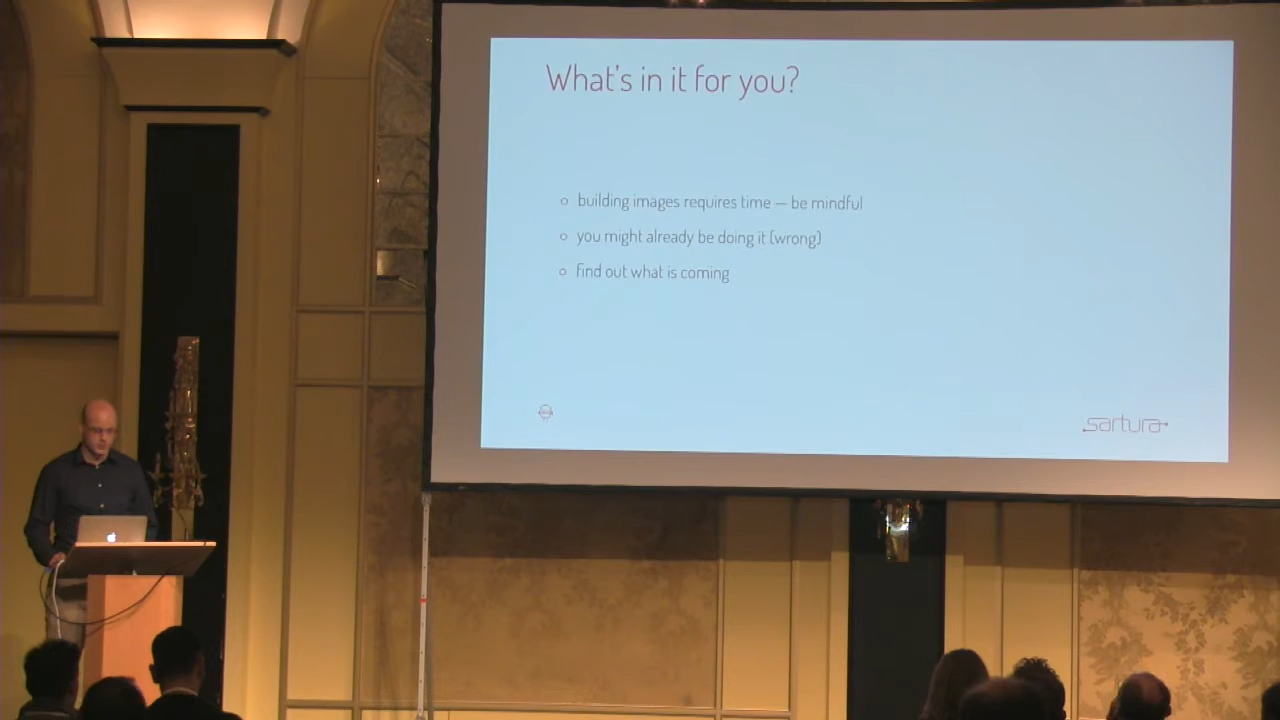 What's in it for you?
building images requires time — be mindful
you might already be doing it (wrong)
find out what is coming
sartura